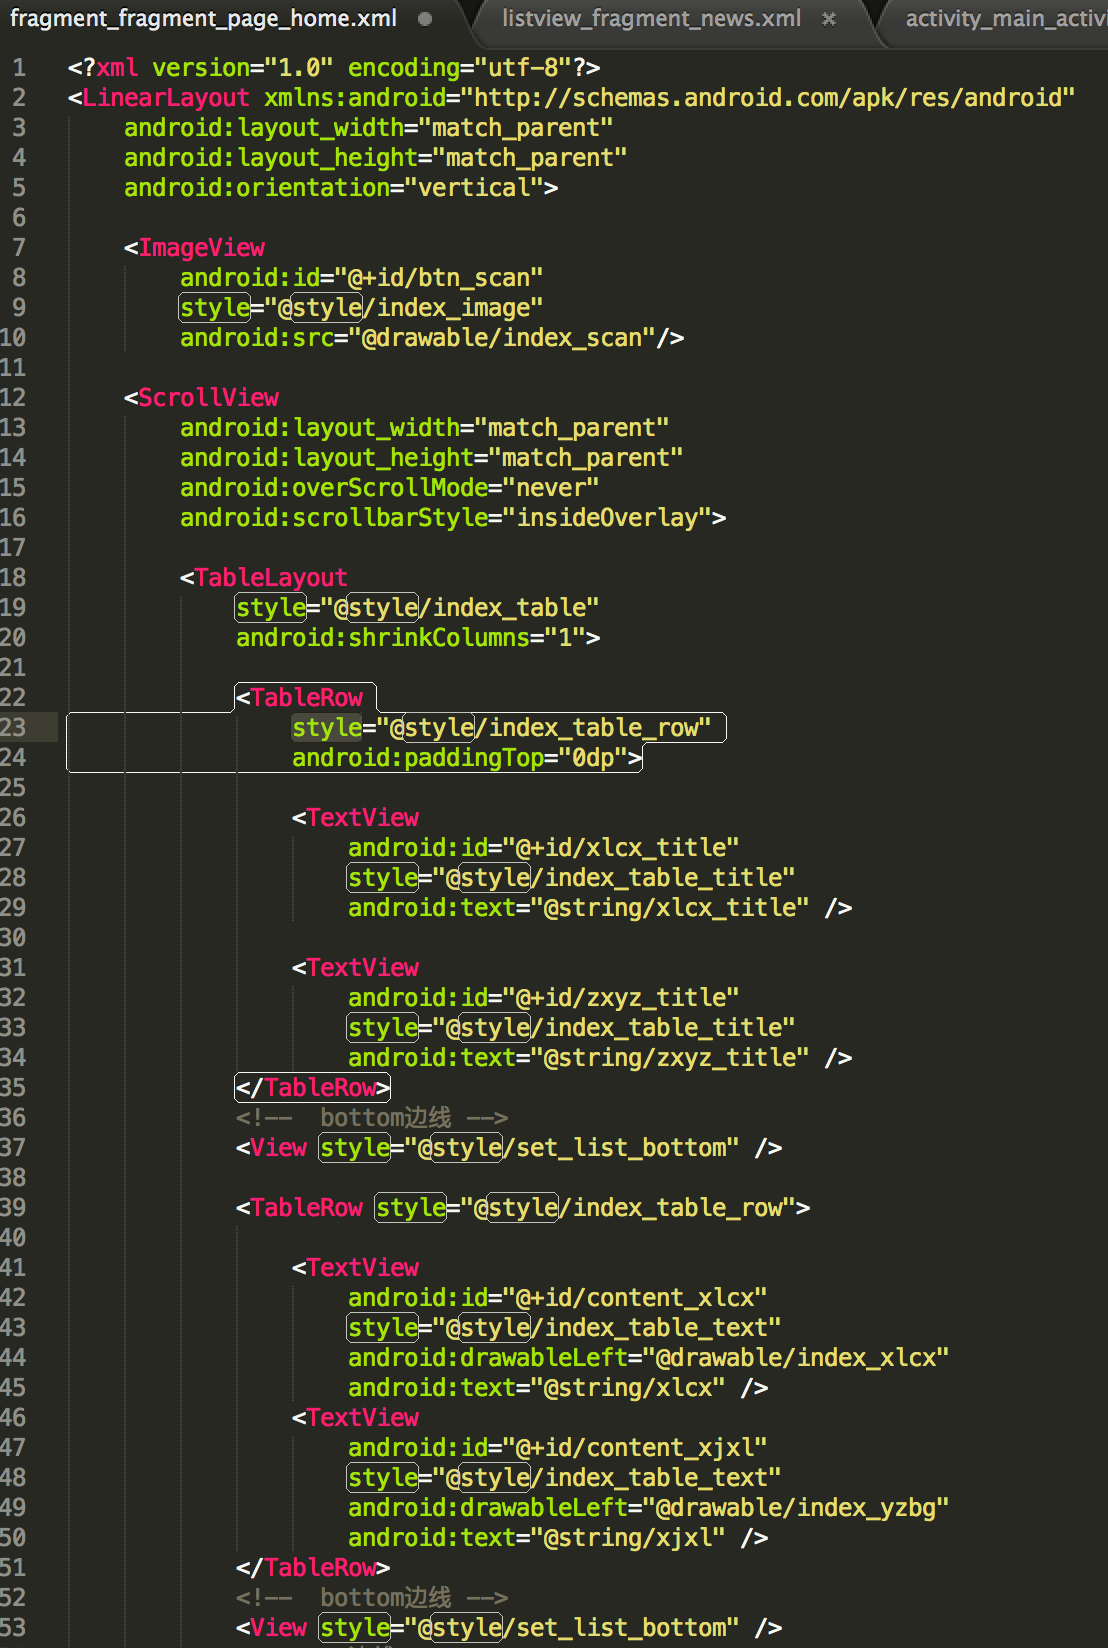 fragment_fragment_page_home.xml listview_fragment_news.xml × activity_main_activi
1 <?xml version="1.0" encoding="utf-8"?>
2 <LinearLayout xmlns:android="http://schemas.android.com/apk/res/android"
3 android:layout_width="match_parent"
4 android:layout_height="match_parent"
5 android:orientation="vertical">
6
7 <ImageView
8 android:id="@+id/btn_scan"
9 style="@style/index_image"
10 android:src="@drawable/index_scan"/>
11
12 <ScrollView
13 android:layout_width="match_parent"
14 android:layout_height="match_parent"
15 android:overScrollMode="never"
16 android:scrollbarStyle="insideOverlay">
17
18 <TableLayout
19 style="@style/index_table"
20 android:shrinkColumns="1">
21
22 <TableRow
23 style="@style/index_table_row"
24 android:paddingTop="0dp">
25
26 <TextView
27 android:id="@+id/xlcx_title"
28 style="@style/index_table_title"
29 android:text="@string/xlcx_title" />
30
31 <TextView
32 android:id="@+id/zxyz_title"
33 style="@style/index_table_title"
34 android:text="@string/zxyz_title" />
35 </TableRow>
36 <!-- bottom边线 -->
37 <View style="@style/set_list_bottom" />
38
39 <TableRow style="@style/index_table_row">
40
41 <TextView
42 android:id="@+id/content_xlcx"
43 style="@style/index_table_text"
44 android:drawableLeft="@drawable/index_xlcx"
45 android:text="@string/xlcx" />
46 <TextView
47 android:id="@+id/content_xjxl"
48 style="@style/index_table_text"
49 android:drawableLeft="@drawable/index_yzbg"
50 android:text="@string/xjxl" />
51 </TableRow>
52 <!-- bottom边线 -->
53 <View style="@style/set_list_bottom" />